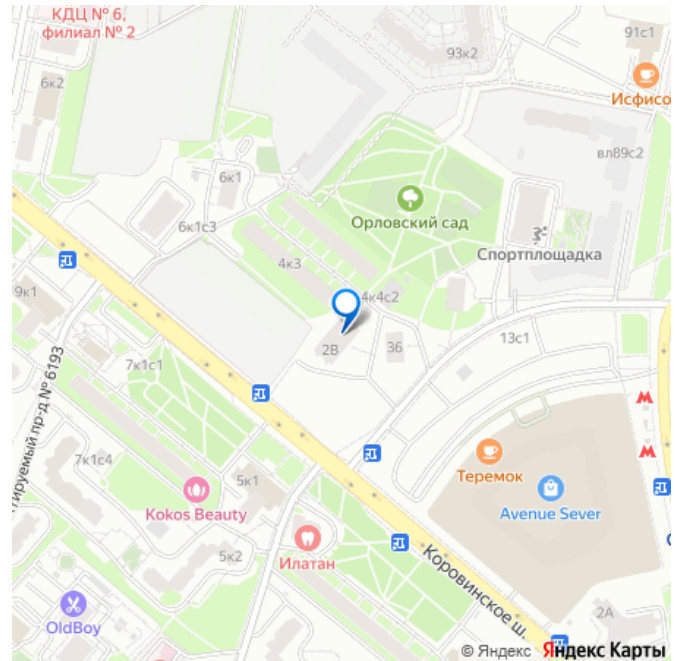 КДЦ № 6,
филиал № 2
6к2
93к2
91с1
Исфисо
вл89с2
6к1
6к1с3
Орловский сад
Спортплощадка
4к3
4к4с2
9к1
2В
36
13с1
7к1с1
тируемый пр-д № 6193
Теремок
Avenue Sever
7к1с4
Kokos Beauty
5к1
5к2
Илатан
Коровинское ш.
OldBoy
2А
С
© Яндекс Яндекс Карты